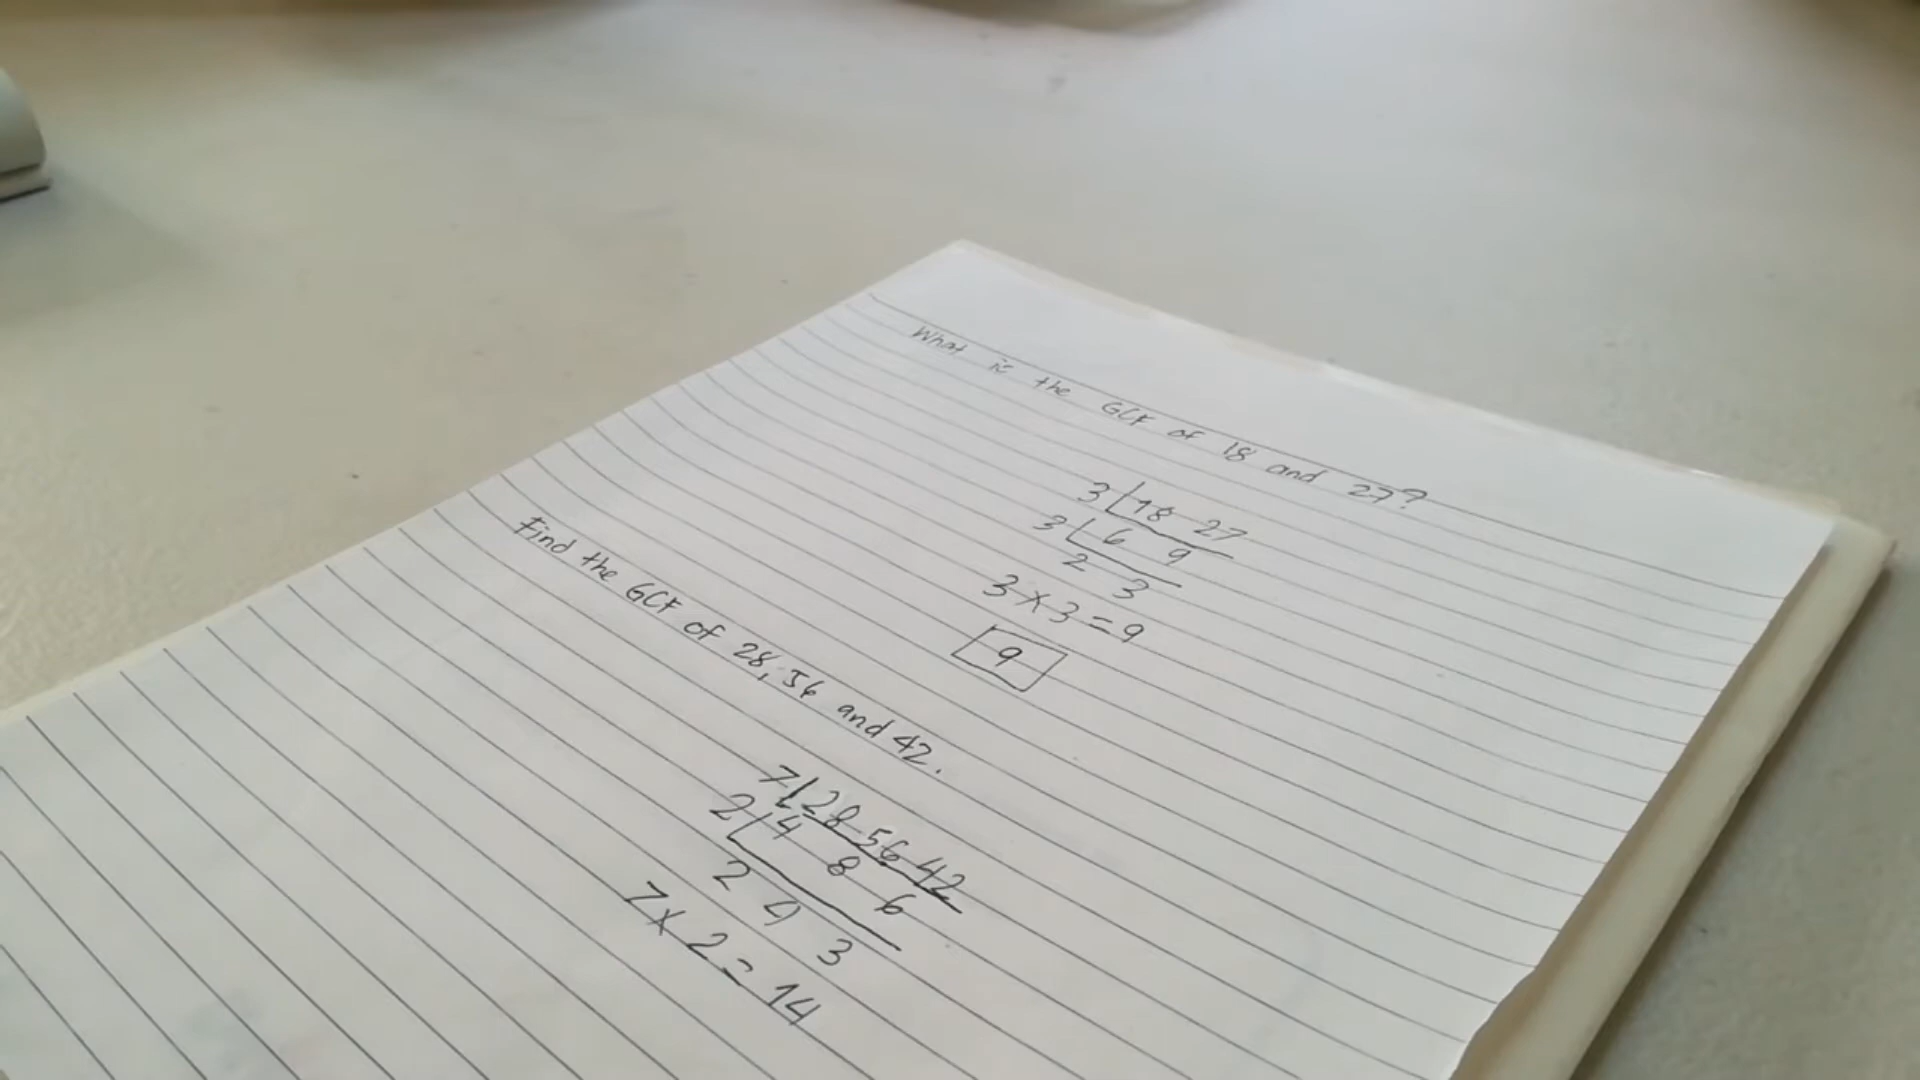 What is the GCF of 18 and 27?
3 18 27
3 6 9
2 3
3 × 3 = 9
9
Find the GCF of 28, 56 and 42.
7 28 56 42
2 4 8 6
2 4 3
7 × 2 = 14